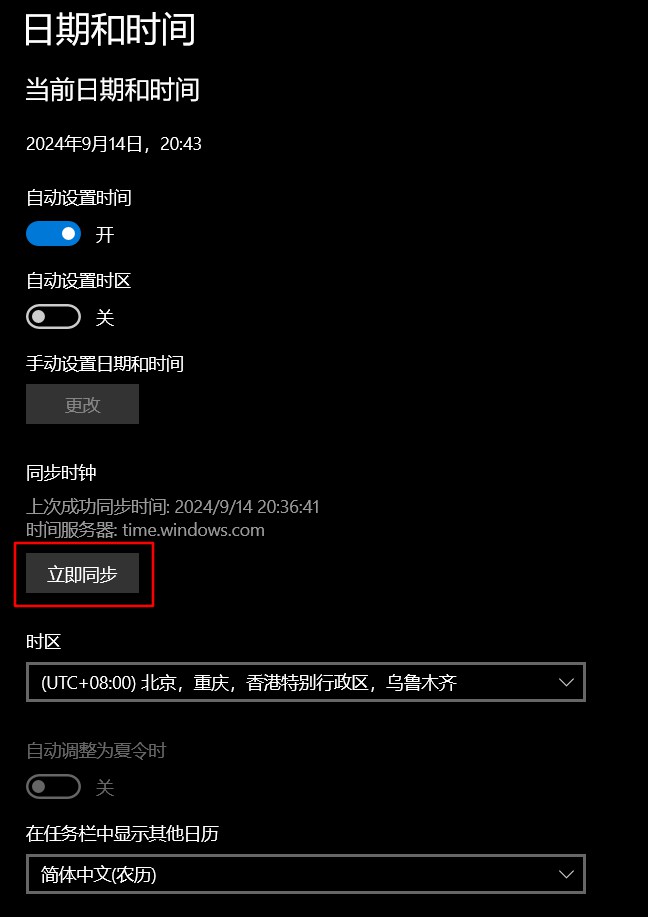 日期和时间
当前日期和时间
2024年9月14日，20:43
自动设置时间
开
自动设置时区
关
手动设置日期和时间
更改
同步时钟
上次成功同步时间: 2024/9/14 20:36:41
时间服务器: time.windows.com
立即同步
时区
(UTC+08:00) 北京，重庆，香港特别行政区，乌鲁木齐
自动调整为夏令时
关
在任务栏中显示其他日历
简体中文(农历)